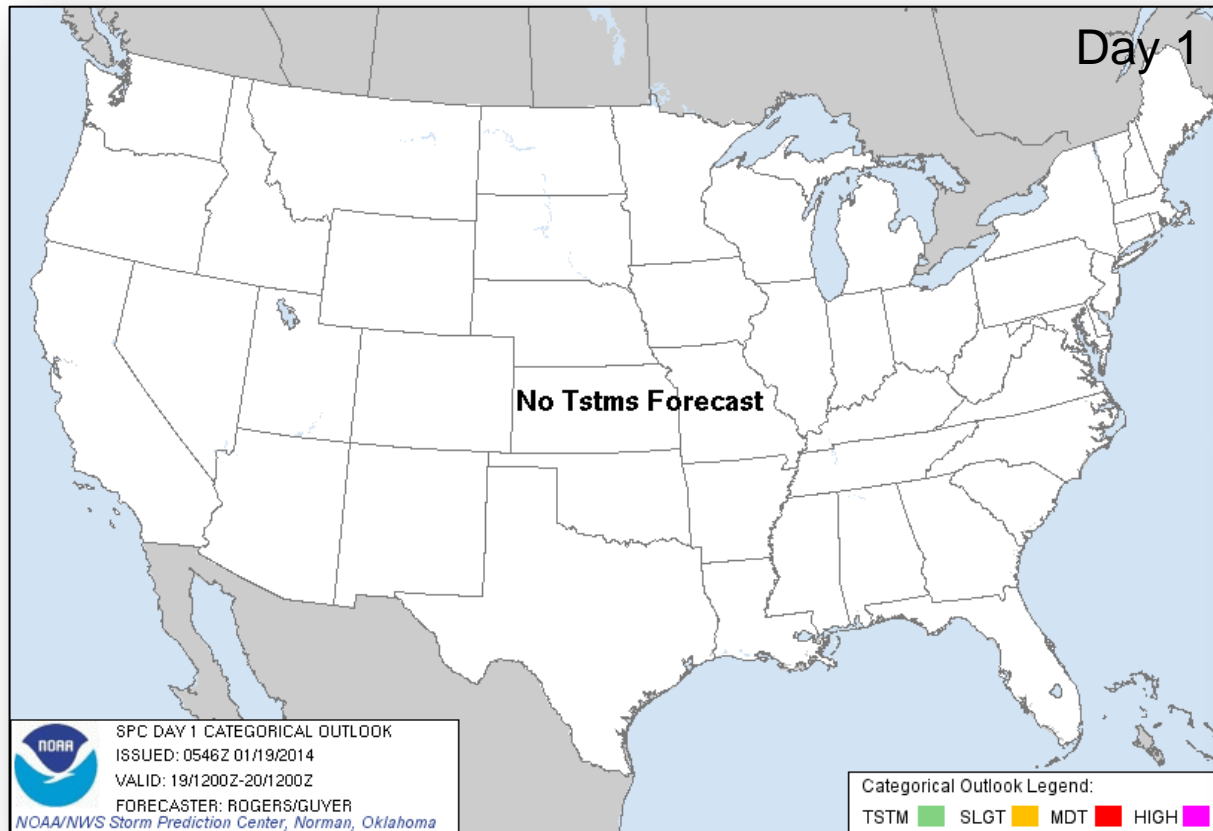 Day 1
No Tstms Forecast
NOAA
SPC DAY 1 CATEGORICAL OUTLOOK
ISSUED: 0546Z 01/19/2014
VALID: 19/1200Z-20/1200Z
FORECASTER: ROGERS/GUYER
NOAA/NWS Storm Prediction Center, Norman, Oklahoma
Categorical Outlook Legend:
TSTM SLGT MDT HIGH